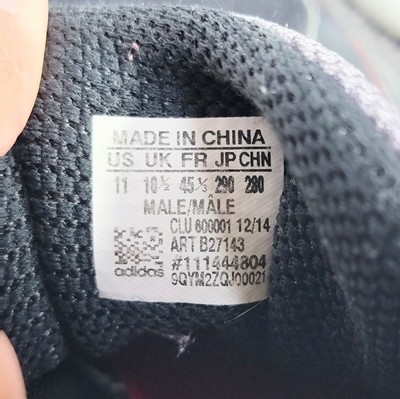 MADE IN CHINA
US UK FR JP CHN
11 10½ 45⅓ 290 280
MALE/MÂLE
CLU 600001 12/14
ART B27143
#111444804
adidas 9QYM2ZQJ00021